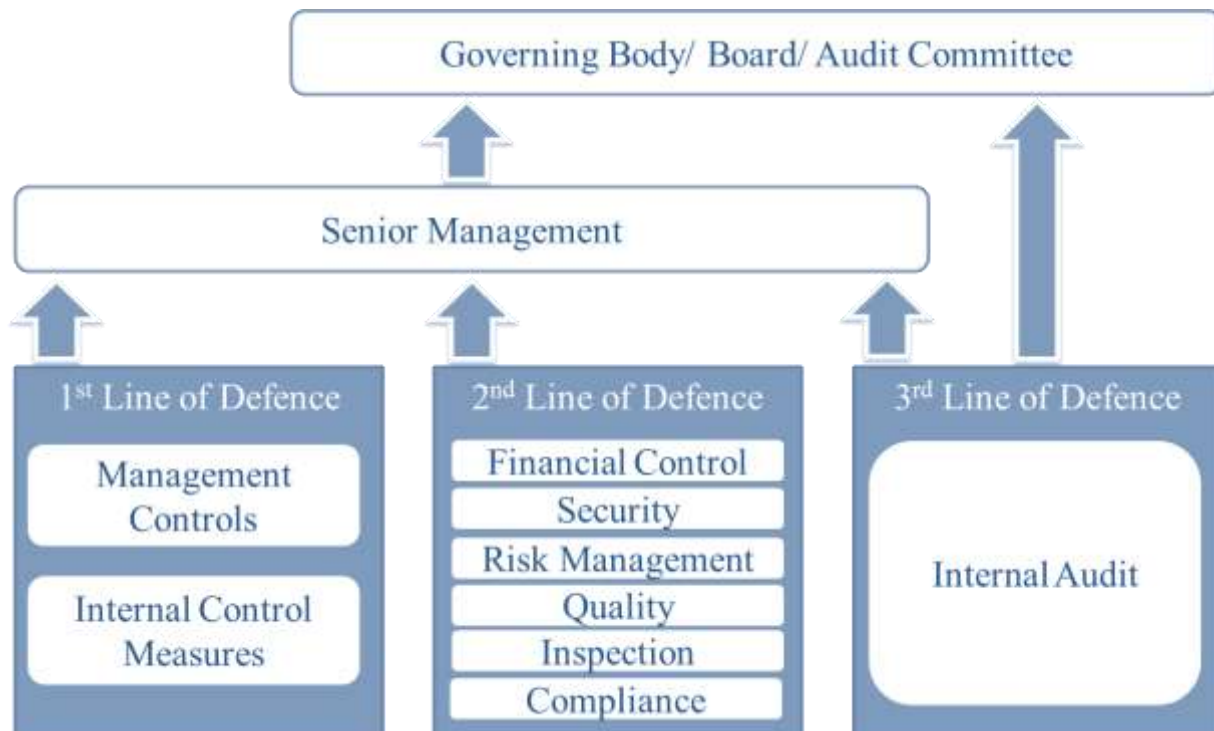 Governing Body/ Board/ Audit Committee
Senior Management
1st Line of Defence
Management
Controls
Internal Control
Measures
2nd Line of Defence
Financial Control
Security
Risk Management
Quality
Inspection
Compliance
3rd Line of Defence
Internal Audit